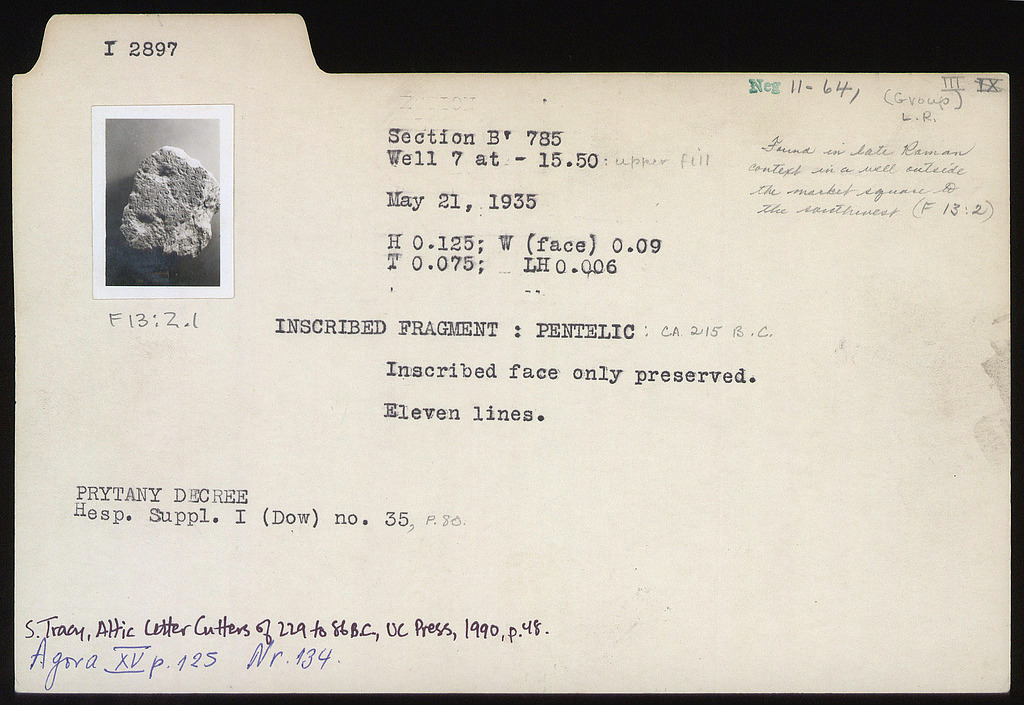 I 2897
Neg 11-64,
III IX
(Group)
L.R.
Section B' 785
Well 7 at - 15.50: upper fill
May 21, 1935
Found in late Roman
context in a well outside
the market square to
the southwest (F 13:2)
H 0.125; W (face) 0.09
T 0.075; LH 0.006
F13:2.1
INSCRIBED FRAGMENT : PENTELIC : CA. 215 B.C.
Inscribed face only preserved.
Eleven lines.
PRYTANY DECREE
Hesp. Suppl. I (Dow) no. 35, P. 80.
S. Tracy, Attic Letter Cutters of 229 to 86 B.C., UC Press, 1990, p.48.
Agora XV p. 125 Nr. 134.